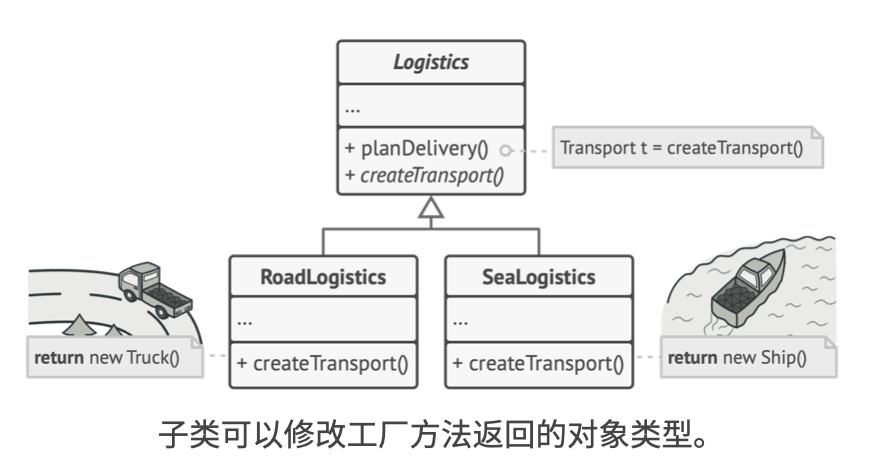 Logistics
...
+ planDelivery()
+ createTransport()
Transport t = createTransport()
RoadLogistics
...
+ createTransport()
return new Truck()
SeaLogistics
...
+ createTransport()
return new Ship()
子类可以修改工厂方法返回的对象类型。